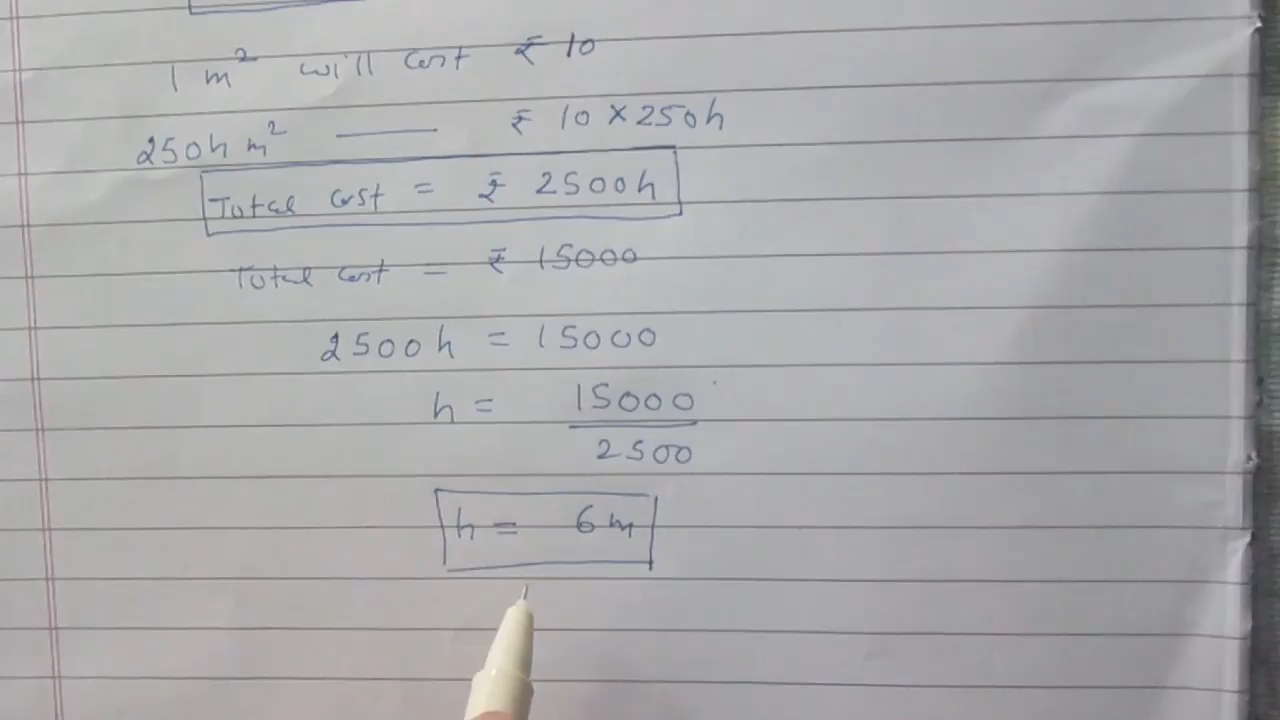 1 m² will cost ₹ 10
250h m² —— ₹ 10 × 250h
Total cost = ₹ 2500h
Total cost = ₹ 15000
2500h = 15000
h = 15000
2500
h = 6m